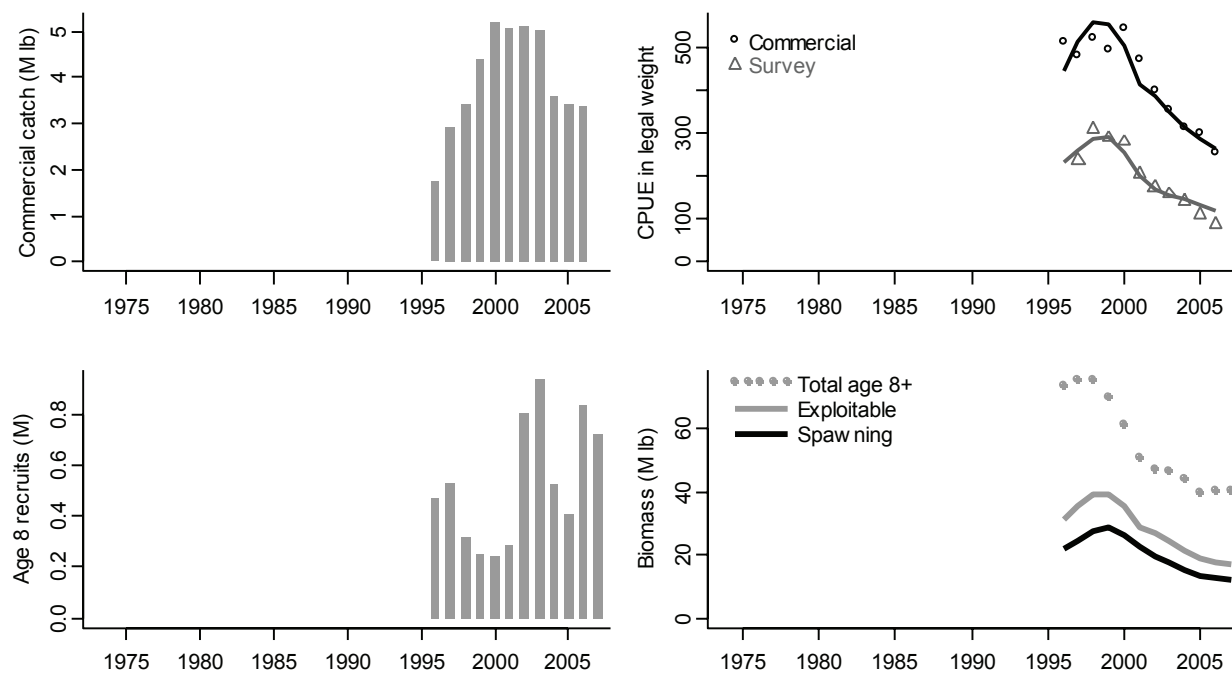 Commercial catch (M lb)
0 1 2 3 4 5
1975 1980 1985 1990 1995 2000 2005
CPUE in legal weight
0 100 300 500
Commercial
Survey
1975 1980 1985 1990 1995 2000 2005
Age 8 recruits (M)
0.0 0.2 0.4 0.6 0.8
1975 1980 1985 1990 1995 2000 2005
Biomass (M lb)
0 20 40 60
Total age 8+
Exploitable
Spawning
1975 1980 1985 1990 1995 2000 2005